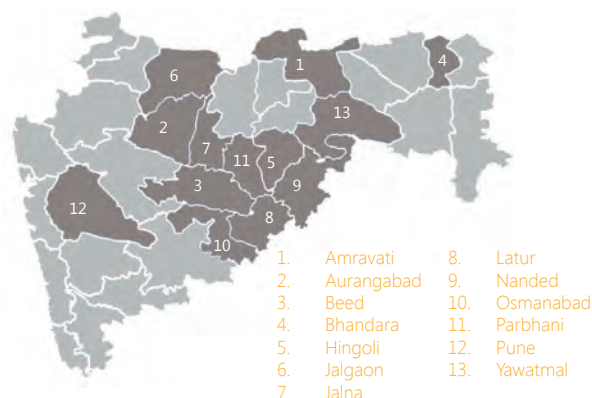 6
1
4
13
2
7
11
5
3
9
12
8
10
1. Amravati
2. Aurangabad
3. Beed
4. Bhandara
5. Hingoli
6. Jalgaon
7 Jalna
8. Latur
9. Nanded
10. Osmanabad
11. Parbhani
12. Pune
13. Yawatmal